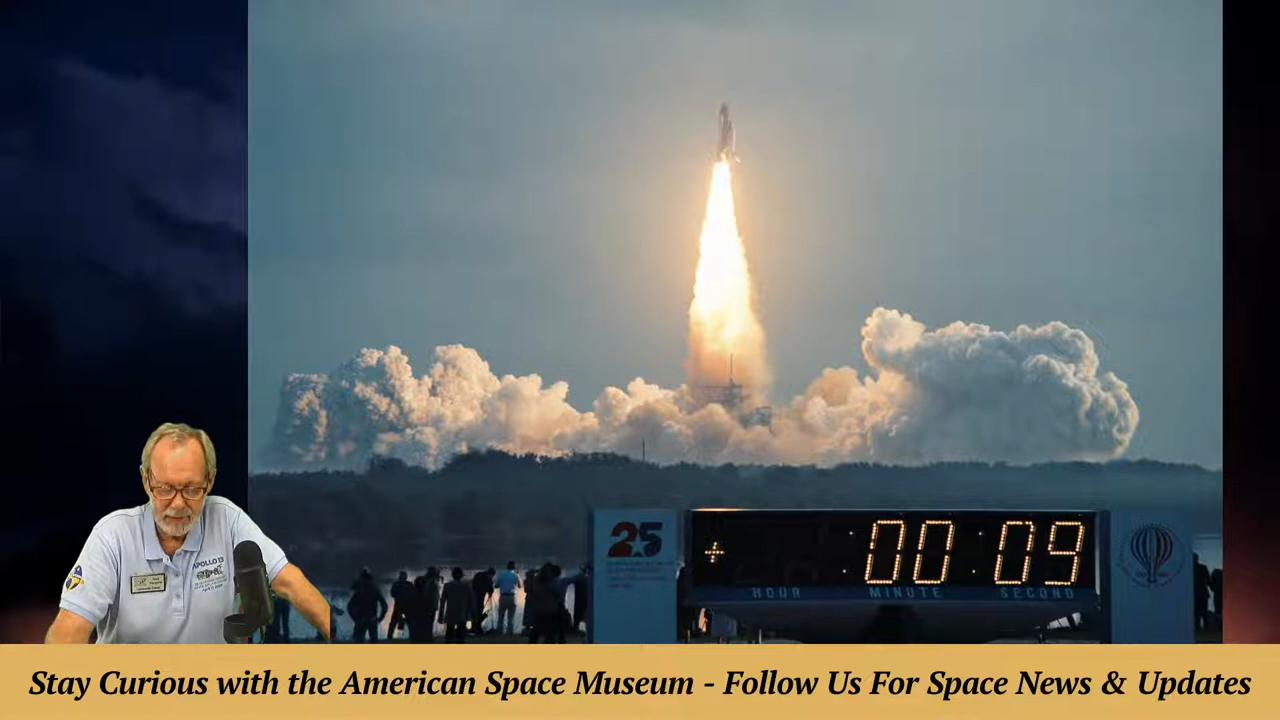 25
+ 00 09
HOUR MINUTE SECOND
APOLLO 13
Stay Curious with the American Space Museum - Follow Us For Space News & Updates